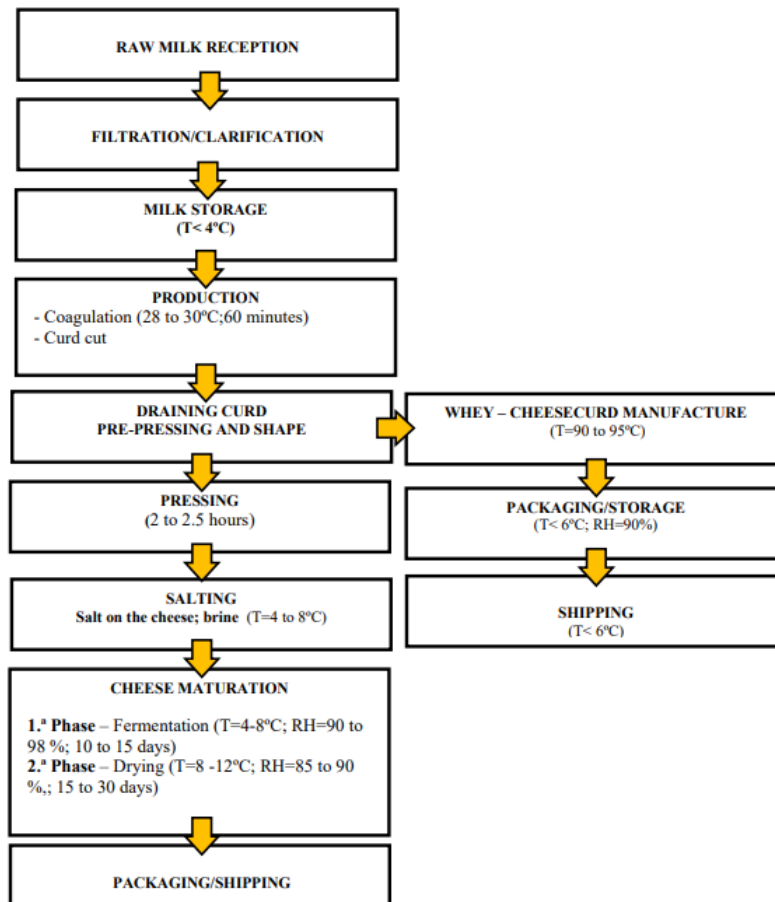 RAW MILK RECEPTION
FILTRATION/CLARIFICATION
MILK STORAGE
(T< 4ºC)
PRODUCTION
- Coagulation (28 to 30ºC;60 minutes)
- Curd cut
DRAINING CURD
PRE-PRESSING AND SHAPE
WHEY – CHEESECURD MANUFACTURE
(T=90 to 95ºC)
PRESSING
(2 to 2.5 hours)
PACKAGING/STORAGE
(T< 6ºC; RH=90%)
SALTING
Salt on the cheese; brine (T=4 to 8ºC)
SHIPPING
(T< 6ºC)
CHEESE MATURATION
1.ª Phase – Fermentation (T=4-8ºC; RH=90 to
98 %; 10 to 15 days)
2.ª Phase – Drying (T=8 -12ºC; RH=85 to 90
%,; 15 to 30 days)
PACKAGING/SHIPPING